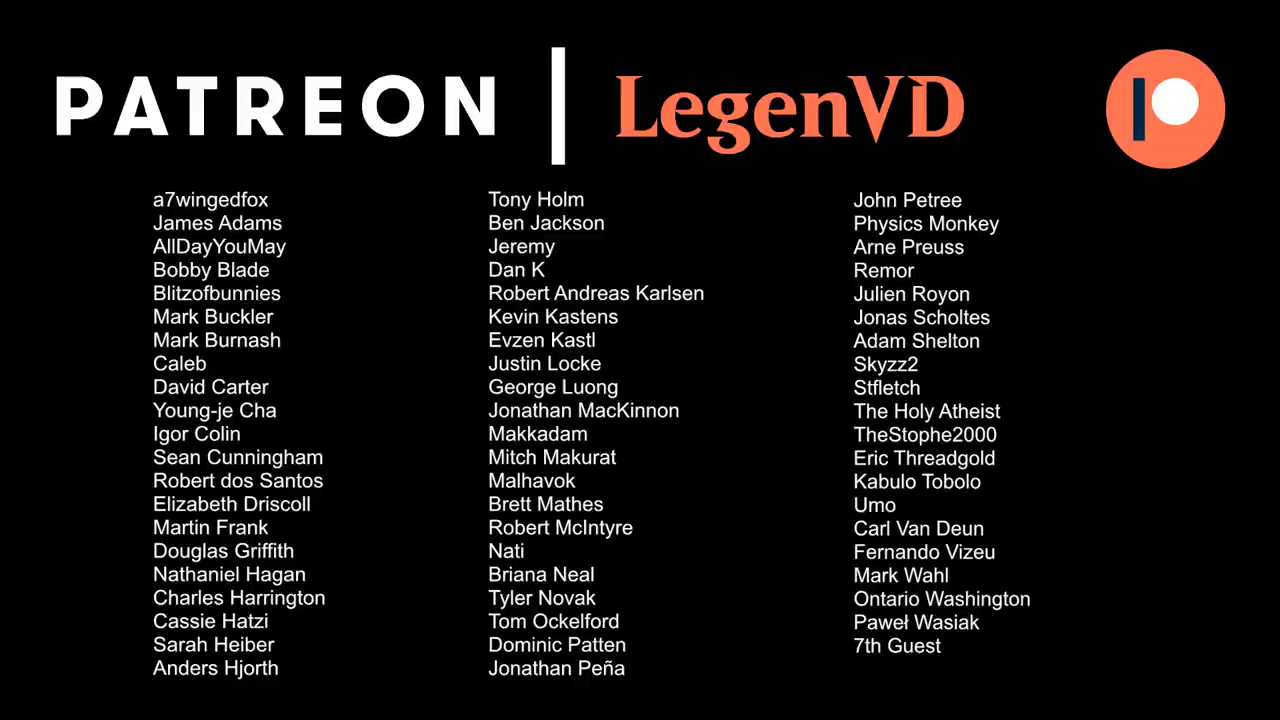 PATREON | LegenVD
a7wingedfox
James Adams
AllDayYouMay
Bobby Blade
Blitzofbunnies
Mark Buckler
Mark Burnash
Caleb
David Carter
Young-je Cha
Igor Colin
Sean Cunningham
Robert dos Santos
Elizabeth Driscoll
Martin Frank
Douglas Griffith
Nathaniel Hagan
Charles Harrington
Cassie Hatzi
Sarah Heiber
Anders Hjorth
Tony Holm
Ben Jackson
Jeremy
Dan K
Robert Andreas Karlsen
Kevin Kastens
Evzen Kastl
Justin Locke
George Luong
Jonathan MacKinnon
Makkadam
Mitch Makurat
Malhavok
Brett Mathes
Robert McIntyre
Nati
Briana Neal
Tyler Novak
Tom Ockelford
Dominic Patten
Jonathan Peña
John Petree
Physics Monkey
Arne Preuss
Remor
Julien Royon
Jonas Scholtes
Adam Shelton
Skyzz2
Stfletch
The Holy Atheist
TheStophe2000
Eric Threadgold
Kabulo Tobolo
Umo
Carl Van Deun
Fernando Vizeu
Mark Wahl
Ontario Washington
Paweł Wasiak
7th Guest